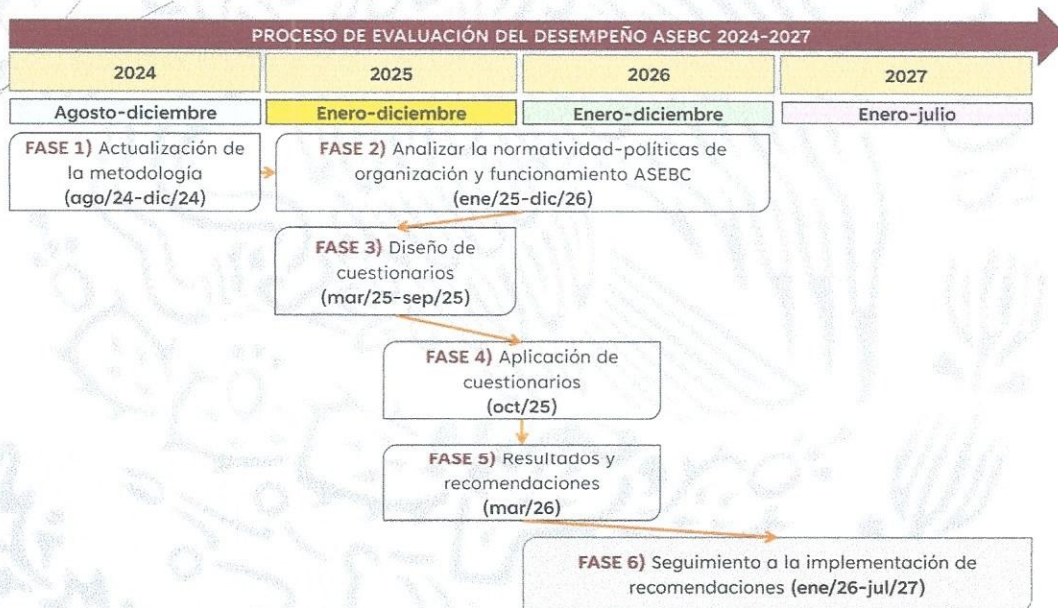 PROCESO DE EVALUACIÓN DEL DESEMPEÑO ASEBC 2024-2027
2024
2025
2026
2027
Agosto-diciembre
Enero-diciembre
Enero-diciembre
Enero-julio
FASE 1) Actualización de
la metodología
(ago/24-dic/24)
FASE 2) Analizar la normatividad-políticas de
organización y funcionamiento ASEBC
(ene/25-dic/26)
FASE 3) Diseño de
cuestionarios
(mar/25-sep/25)
FASE 4) Aplicación de
cuestionarios
(oct/25)
FASE 5) Resultados y
recomendaciones
(mar/26)
FASE 6) Seguimiento a la implementación de
recomendaciones (ene/26-jul/27)